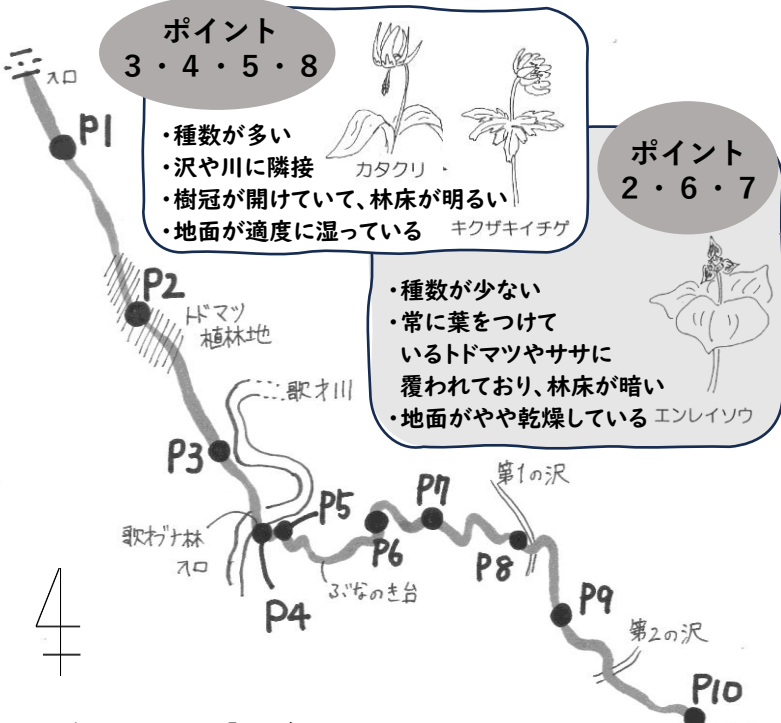 ポイント
3・4・5・8
・種数が多い
・沢や川に隣接
・樹冠が開けていて、林床が明るい
・地面が適度に湿っている
カタクリ
キクザキイチゲ
ポイント
2・6・7
・種数が少ない
・常に葉をつけて
いるトドマツやササに
覆われており、林床が暗い
・地面がやや乾燥している
エンレイソウ
入口
P1
P2
トドマツ
植林地
歌才川
P3
歌才ブナ林
入口
P4
P5
ぶなのき台
P6
P7
第1の沢
P8
P9
第2の沢
P10